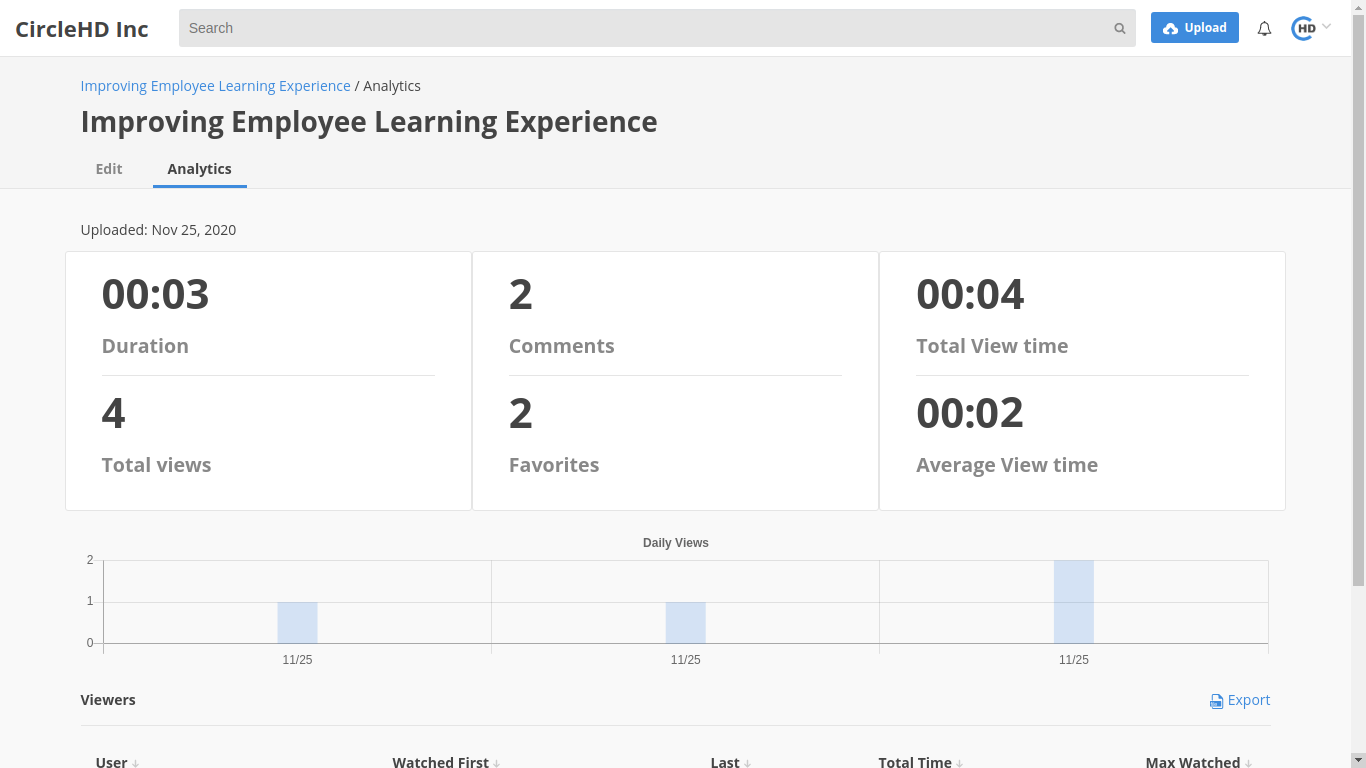 CircleHD Inc
Search
Upload
HD
Improving Employee Learning Experience / Analytics
Improving Employee Learning Experience
Edit Analytics
Uploaded: Nov 25, 2020
00:03 2 00:04
Duration Comments Total View time
4 2 00:02
Total views Favorites Average View time
Daily Views
2
1
0
11/25 11/25 11/25
Viewers Export
User Watched First Last Total Time Max Watched